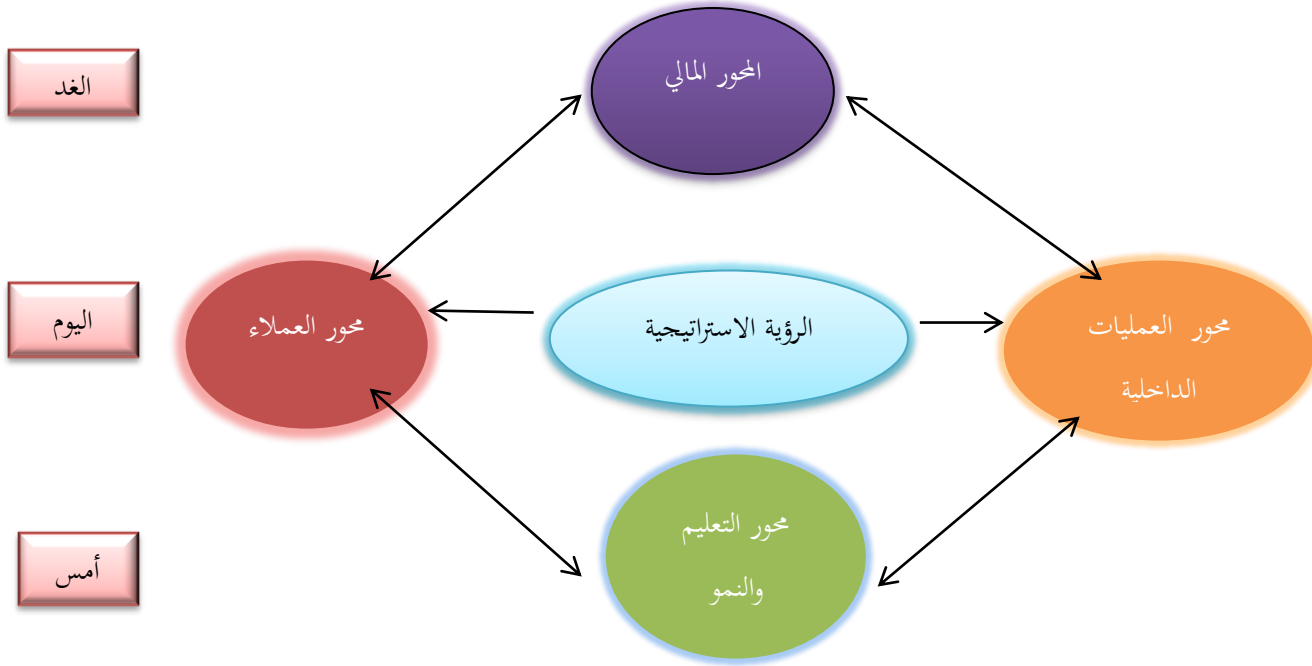 المحور المالي
الغد
محور العمليات
الداخلية
الرؤية الاستراتيجية
محور العملاء
اليوم
محور التعليم
والنمو
أمس